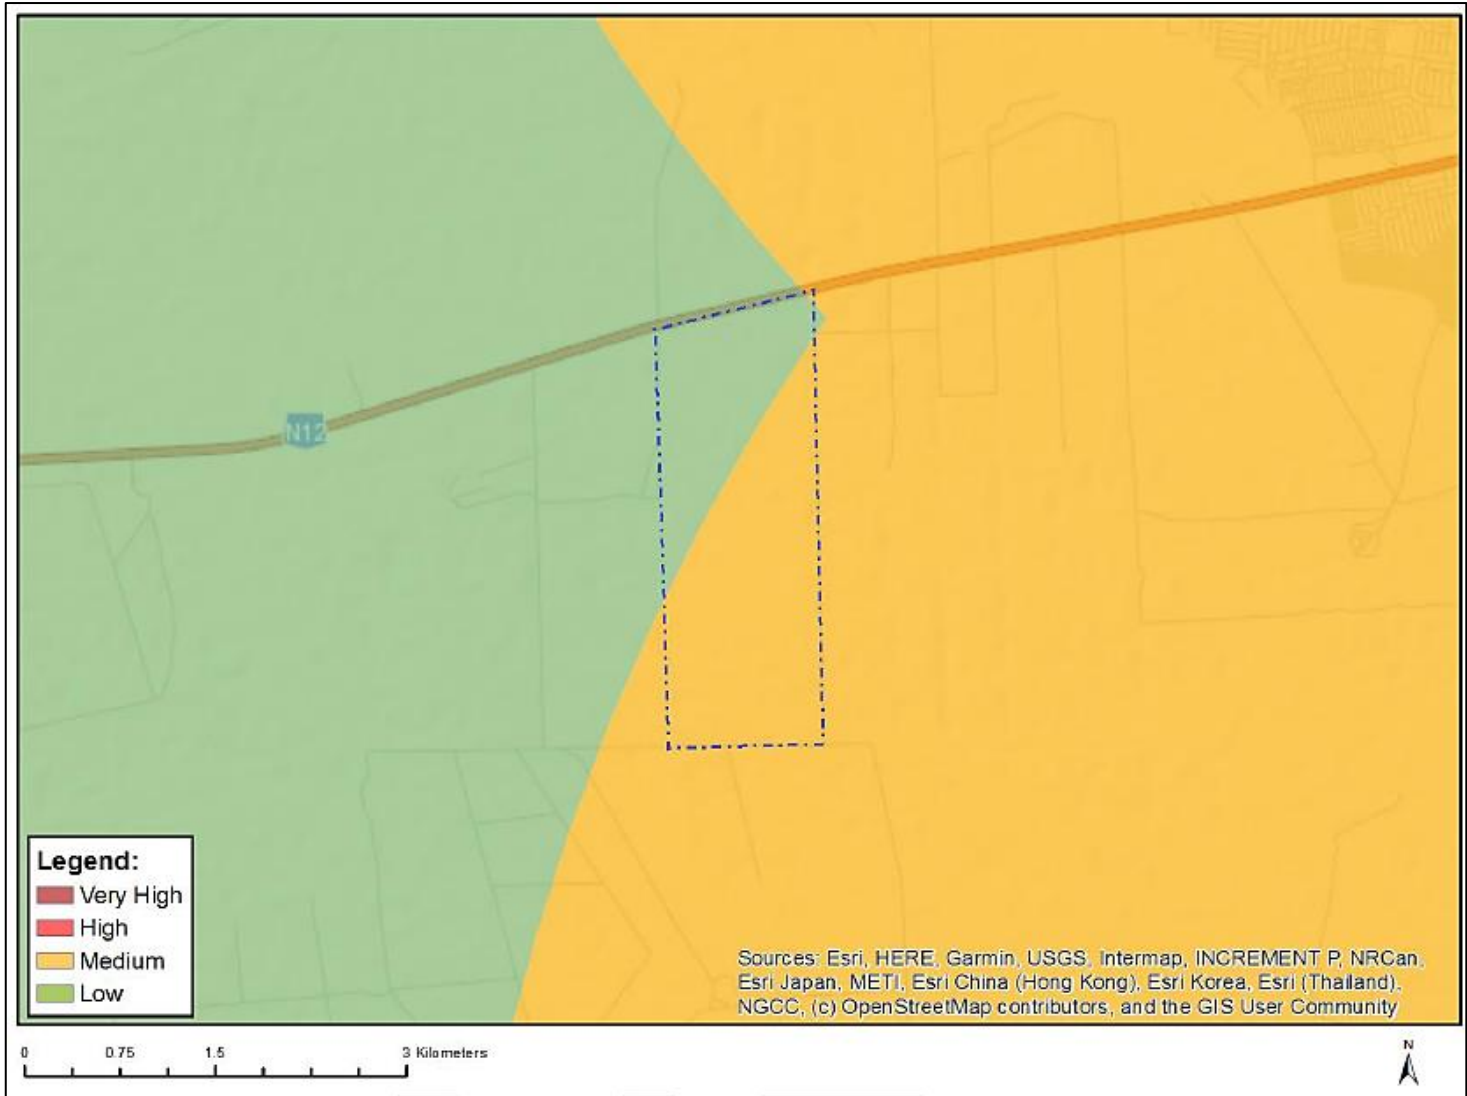 N12
Legend:
Very High
High
Medium
Low
Sources: Esri, HERE, Garmin, USGS, Intermap, INCREMENT P, NRCan,
Esri Japan, METI, Esri China (Hong Kong), Esri Korea, Esri (Thailand),
NGCC, (c) OpenStreetMap contributors, and the GIS User Community
0 0.75 1.5 3 Kilometers
N